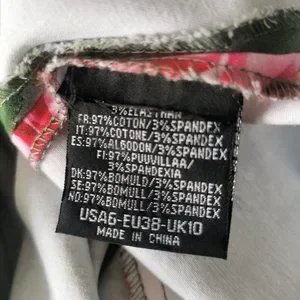 3%ELASTHAN
FR:97%COTON/3%SPANDEX
IT:97%COTONE/3%SPANDEX
ES:97%ALGODON/3%SPANDEX
FI:97%PUUVILLAA/
3%SPANDEXIA
DK:97%BOMULD/3%SPANDEX
SE:97%BOMULL/3%SPANDEX
NO:97%BOMULL/3%SPANDEX
USA6-EU38-UK10
MADE IN CHINA